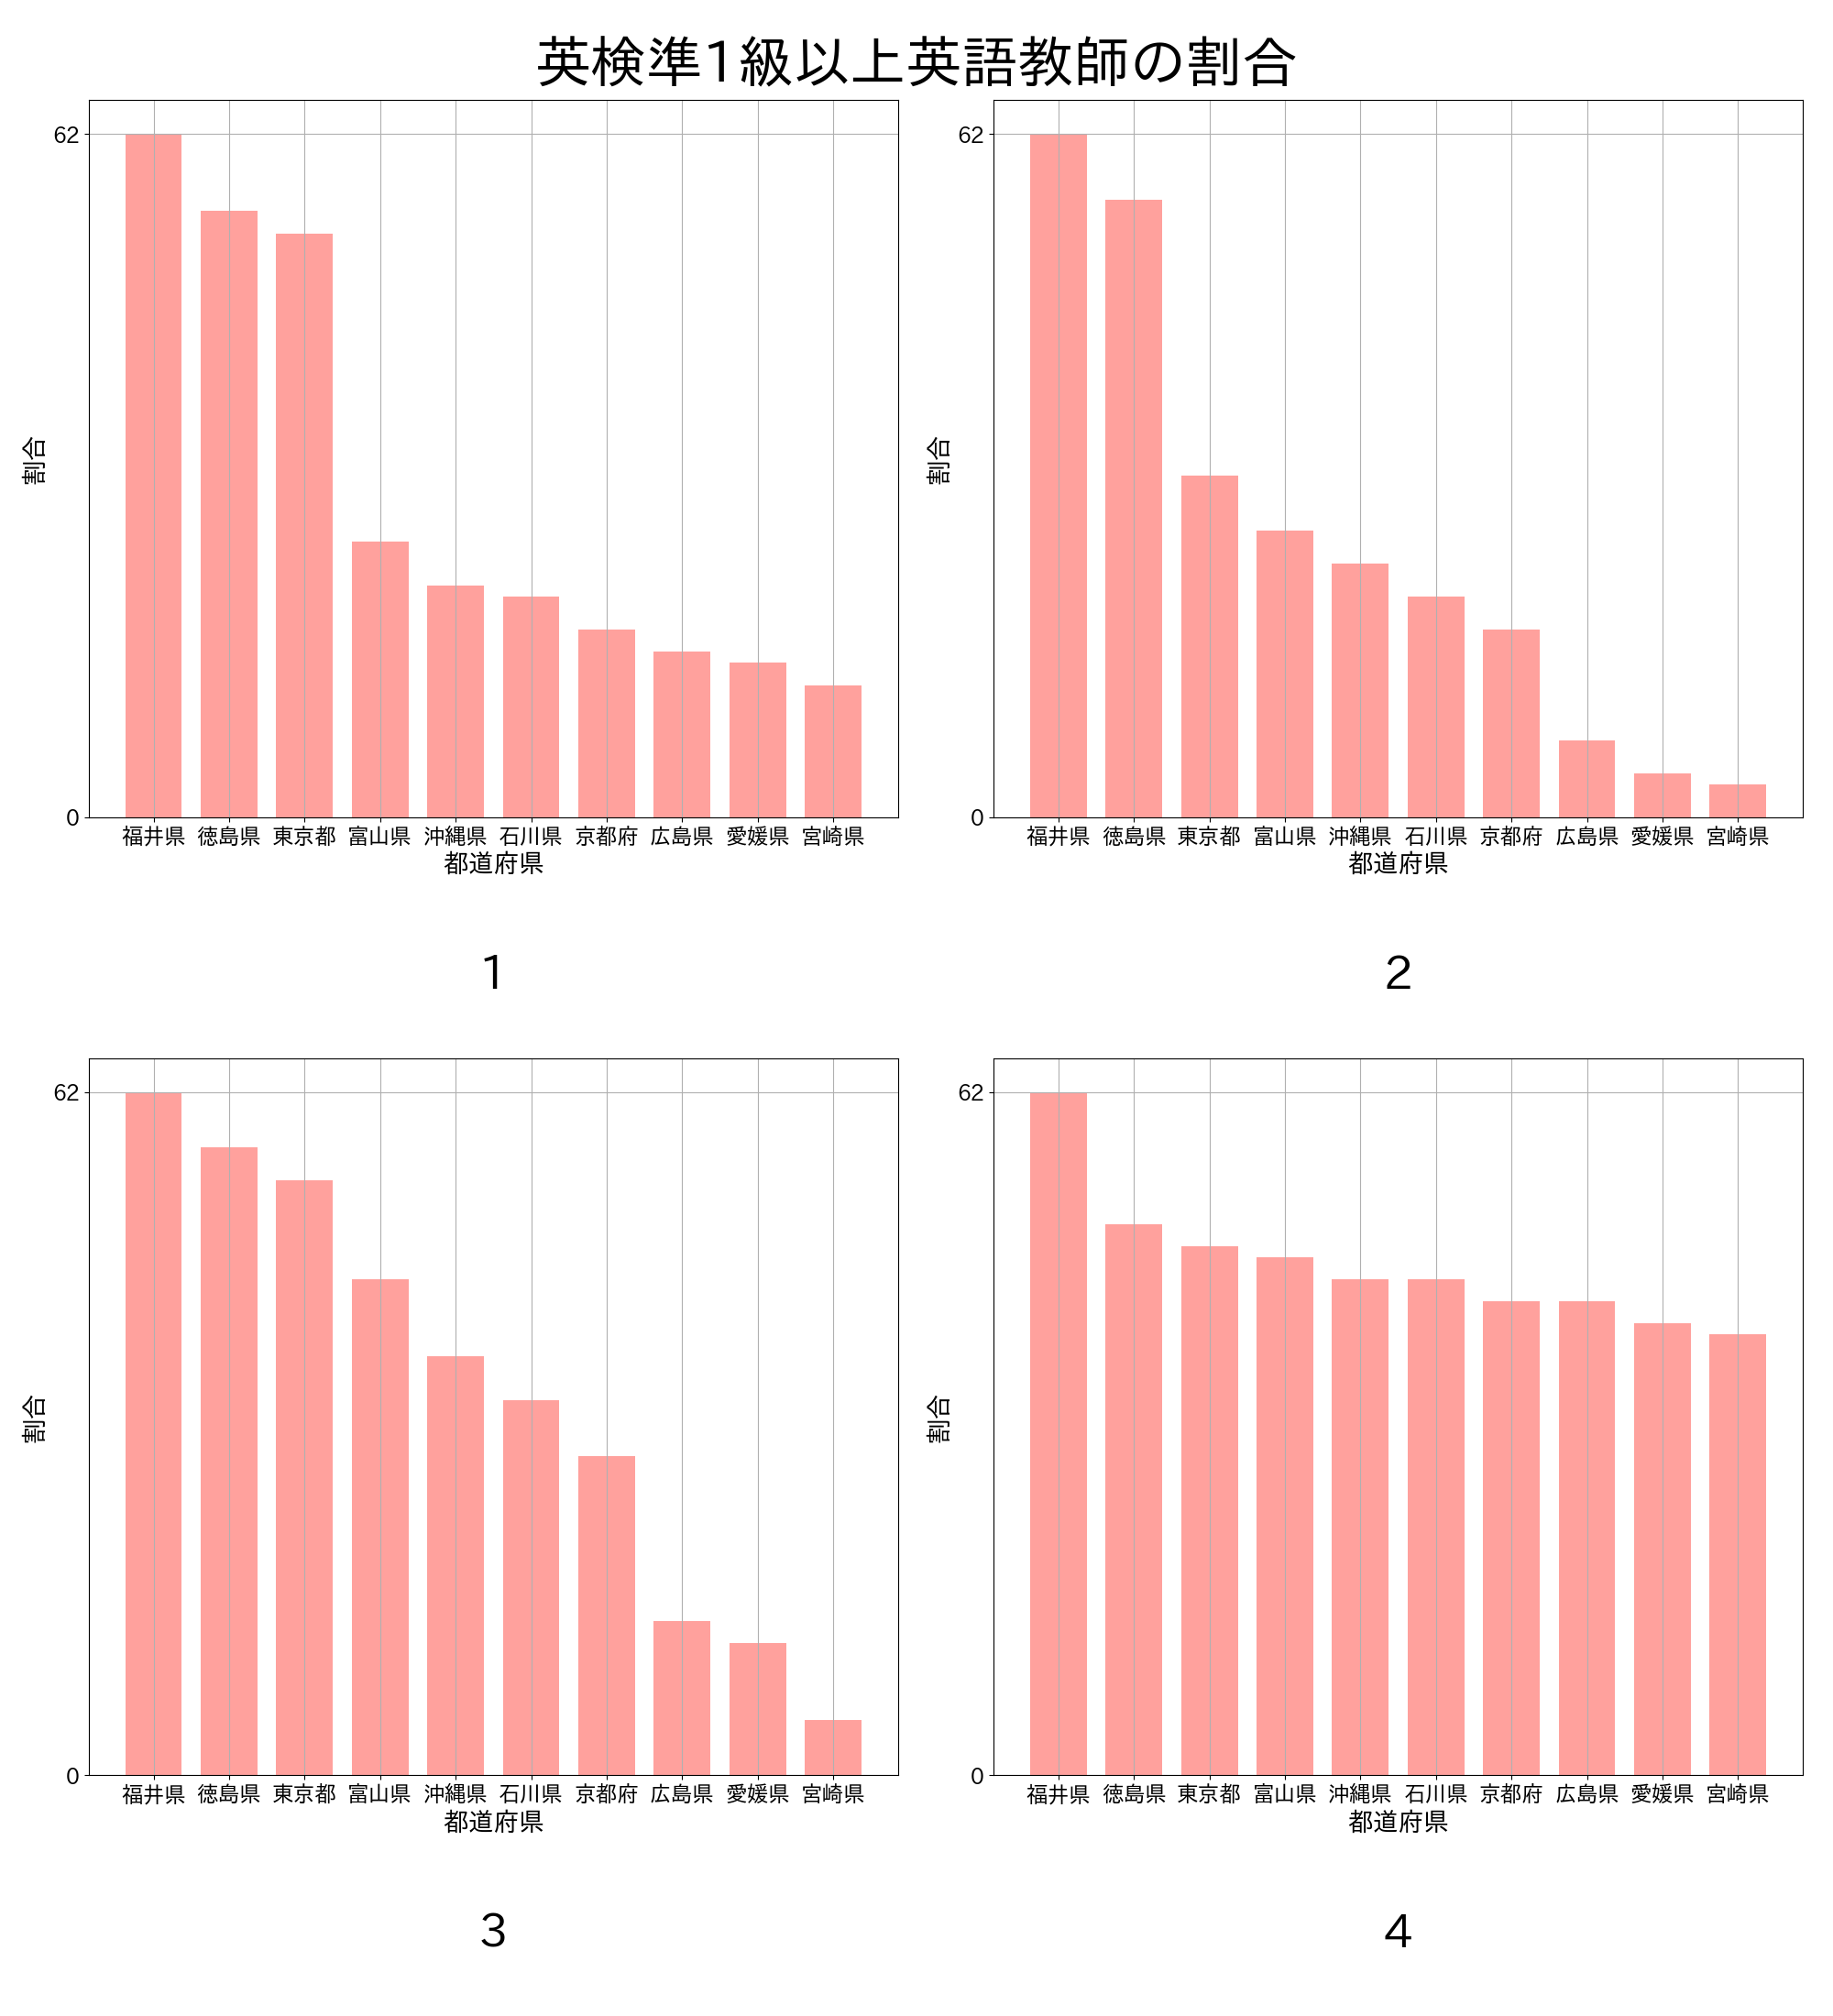 英検準1級以上英語教師の割合
62
0
割合
福井県 徳島県 東京都 富山県 沖縄県 石川県 京都府 広島県 愛媛県 宮崎県
都道府県
1
62
0
割合
福井県 徳島県 東京都 富山県 沖縄県 石川県 京都府 広島県 愛媛県 宮崎県
都道府県
2
62
0
割合
福井県 徳島県 東京都 富山県 沖縄県 石川県 京都府 広島県 愛媛県 宮崎県
都道府県
3
62
0
割合
福井県 徳島県 東京都 富山県 沖縄県 石川県 京都府 広島県 愛媛県 宮崎県
都道府県
4